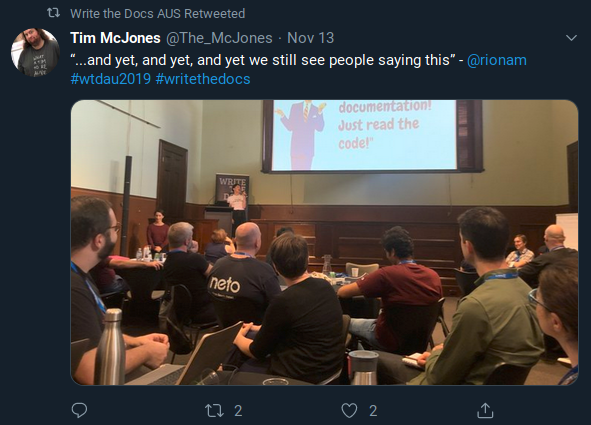 Write the Docs AUS Retweeted
Tim McJones @The_McJones · Nov 13
“...and yet, and yet, and yet we still see people saying this” - @rionam
#wtdau2019 #writethedocs
documentation!
Just read the
code!"
WRITE
THE
neto
2
2